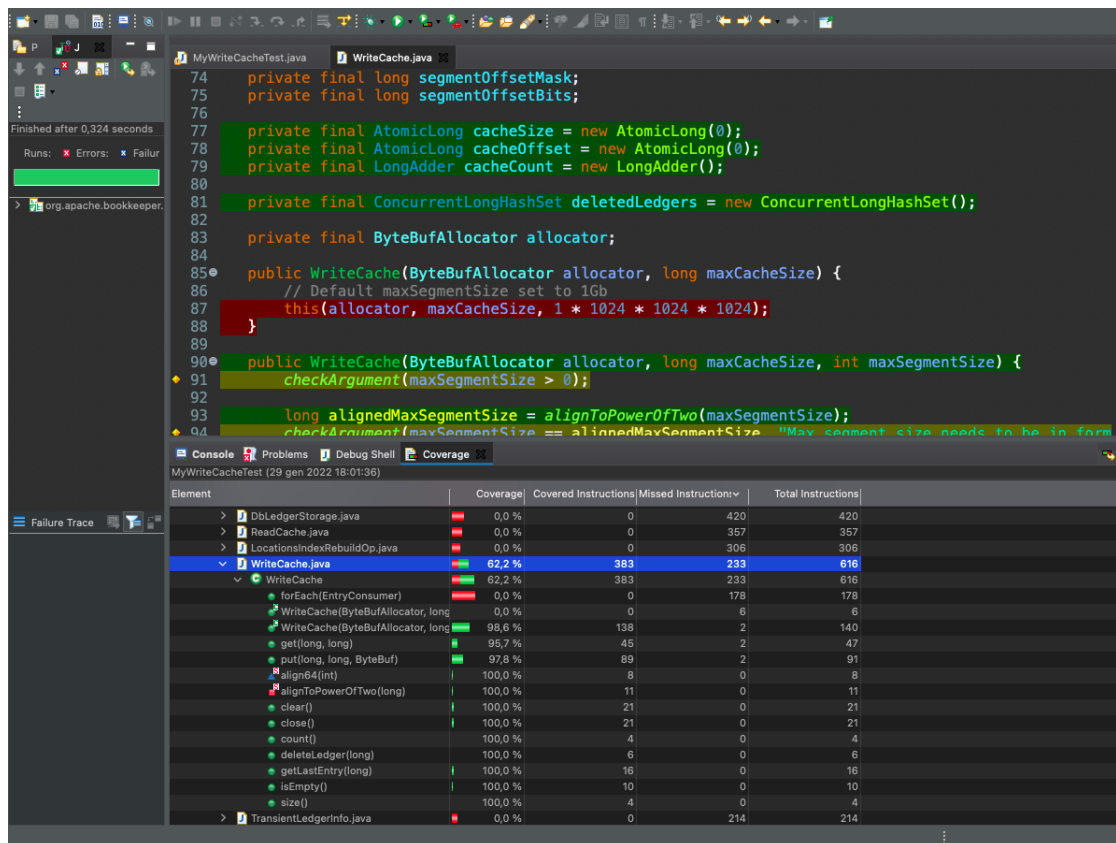 P
J
Finished after 0,324 seconds
Runs: Errors: Failur
org.apache.bookkeeper.
Failure Trace
MyWriteCacheTest.java WriteCache.java
74 private final long segmentOffsetMask;
75 private final long segmentOffsetBits;
76
77 private final AtomicLong cacheSize = new AtomicLong(0);
78 private final AtomicLong cacheOffset = new AtomicLong(0);
79 private final LongAdder cacheCount = new LongAdder();
80
81 private final ConcurrentLongHashSet deletedLedgers = new ConcurrentLongHashSet();
82
83 private final ByteBufAllocator allocator;
84
85 public WriteCache(ByteBufAllocator allocator, long maxCacheSize) {
86 // Default maxSegmentSize set to 1Gb
87 this(allocator, maxCacheSize, 1 * 1024 * 1024 * 1024);
88 }
89
90 public WriteCache(ByteBufAllocator allocator, long maxCacheSize, int maxSegmentSize) {
91 checkArgument(maxSegmentSize > 0);
92
93 long alignedMaxSegmentSize = alignToPowerOfTwo(maxSegmentSize);
94 checkArgument(maxSegmentSize == alignedMaxSegmentSize, "Max segment size needs to be in form
Console Problems Debug Shell Coverage
MyWriteCacheTest (29 gen 2022 18:01:36)
Element Coverage Covered Instructions Missed Instructions Total Instructions
DbLedgerStorage.java 0,0 % 0 420 420
ReadCache.java 0,0 % 0 357 357
LocationsIndexRebuildOp.java 0,0 % 0 306 306
WriteCache.java 62,2 % 383 233 616
WriteCache 62,2 % 383 233 616
forEach(EntryConsumer) 0,0 % 0 178 178
WriteCache(ByteBufAllocator, long 0,0 % 0 6 6
WriteCache(ByteBufAllocator, long 98,6 % 138 2 140
get(long, long) 95,7 % 45 2 47
put(long, long, ByteBuf) 97,8 % 89 2 91
align64(int) 100,0 % 8 0 8
alignToPowerOfTwo(long) 100,0 % 11 0 11
clear() 100,0 % 21 0 21
close() 100,0 % 21 0 21
count() 100,0 % 4 0 4
deleteLedger(long) 100,0 % 6 0 6
getLastEntry(long) 100,0 % 16 0 16
isEmpty() 100,0 % 10 0 10
size() 100,0 % 4 0 4
TransientLedgerInfo.java 0,0 % 0 214 214